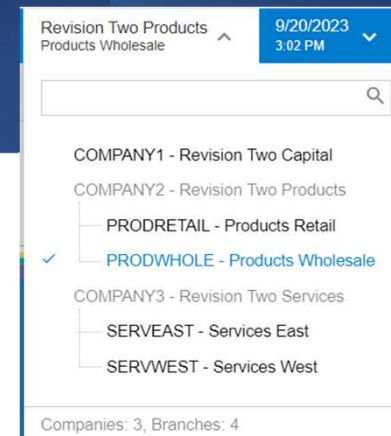 Revision Two Products
Products Wholesale
9/20/2023
3:02 PM
COMPANY1 - Revision Two Capital
COMPANY2 - Revision Two Products
PRODRETAIL - Products Retail
PRODWHOLE - Products Wholesale
COMPANY3 - Revision Two Services
SERVEAST - Services East
SERVWEST - Services West
Companies: 3, Branches: 4